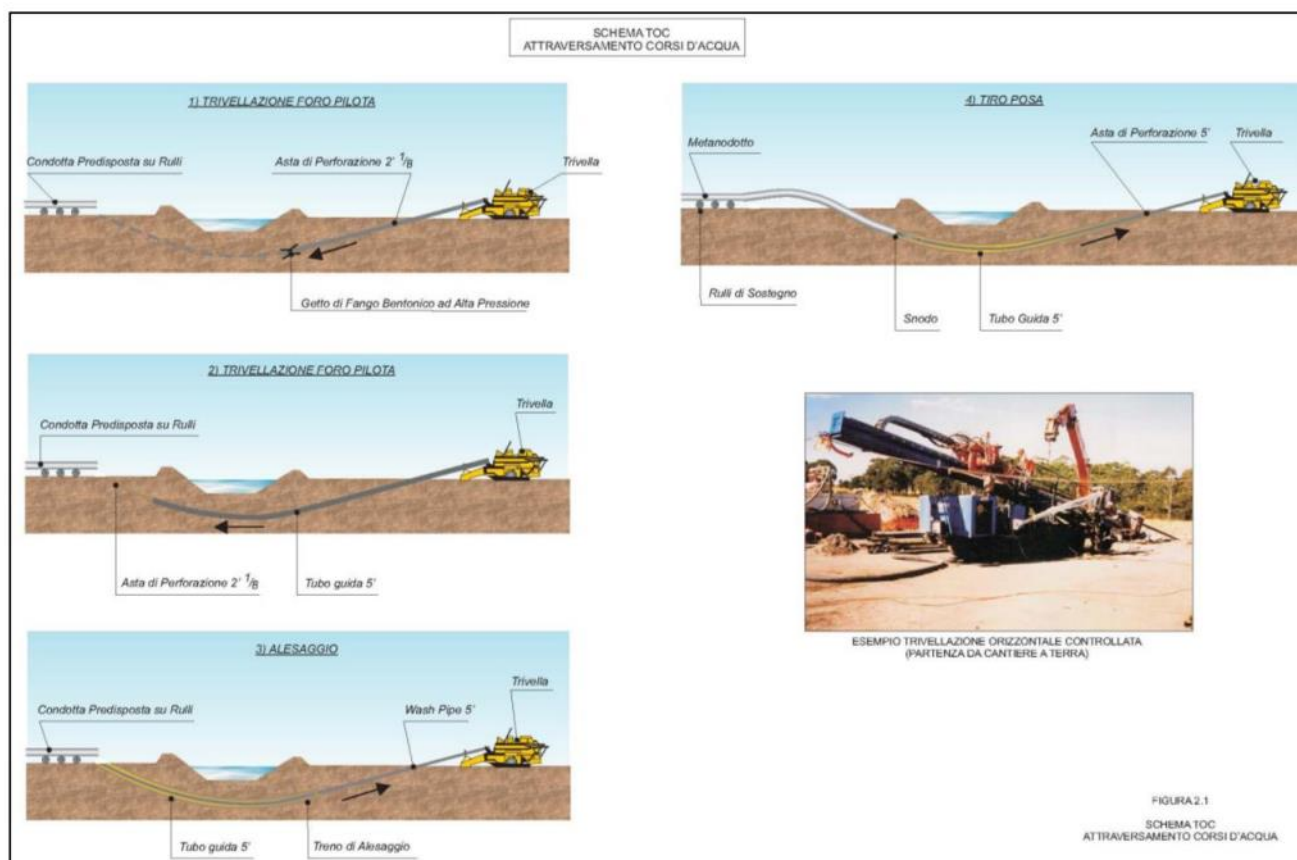 SCHEMA TOC
ATTRAVERSAMENTO CORSI D'ACQUA
1) TRIVELLAZIONE FORO PILOTA
Condotta Predisposta su Rulli
Asta di Perforazione 2' 1/8
Trivella
Getto di Fango Bentonico ad Alta Pressione
2) TRIVELLAZIONE FORO PILOTA
Condotta Predisposta su Rulli
Trivella
Asta di Perforazione 2' 1/8
Tubo guida 5'
3) ALESAGGIO
Condotta Predisposta su Rulli
Wash Pipe 5'
Trivella
Tubo guida 5'
Treno di Alesaggio
4) TIRO POSA
Metanodotto
Asta di Perforazione 5'
Trivella
Rulli di Sostegno
Snodo
Tubo Guida 5'
ESEMPIO TRIVELLAZIONE ORIZZONTALE CONTROLLATA
(PARTENZA DA CANTIERE A TERRA)
FIGURA 2.1
SCHEMA TOC
ATTRAVERSAMENTO CORSI D'ACQUA